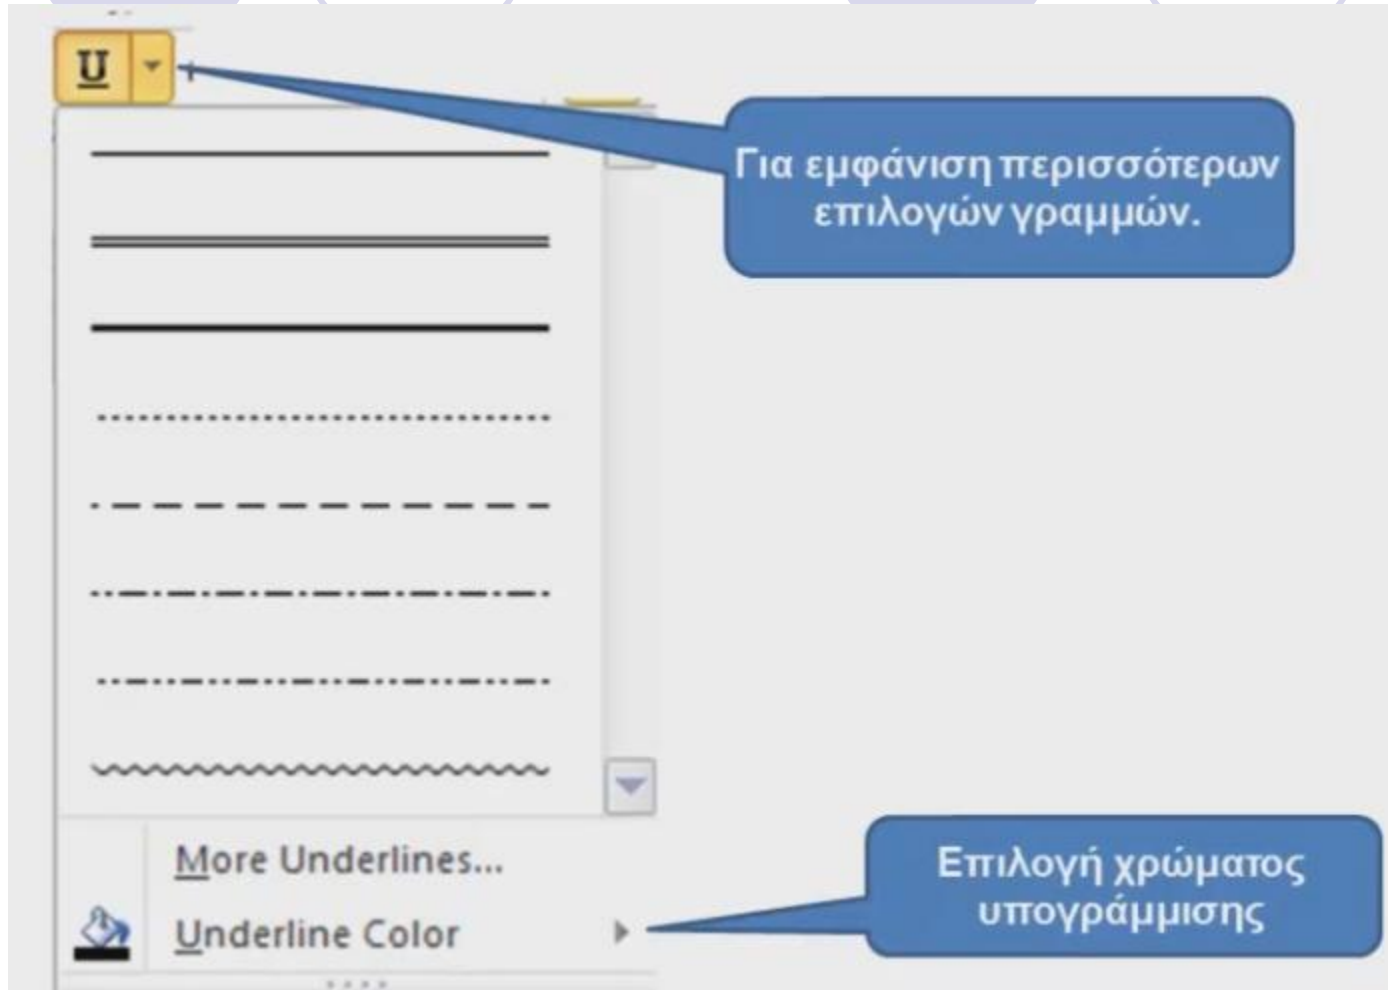 U
Για εμφάνιση περισσότερων
επιλογών γραμμών.
More Underlines...
Underline Color
Επιλογή χρώματος
υπογράμμισης